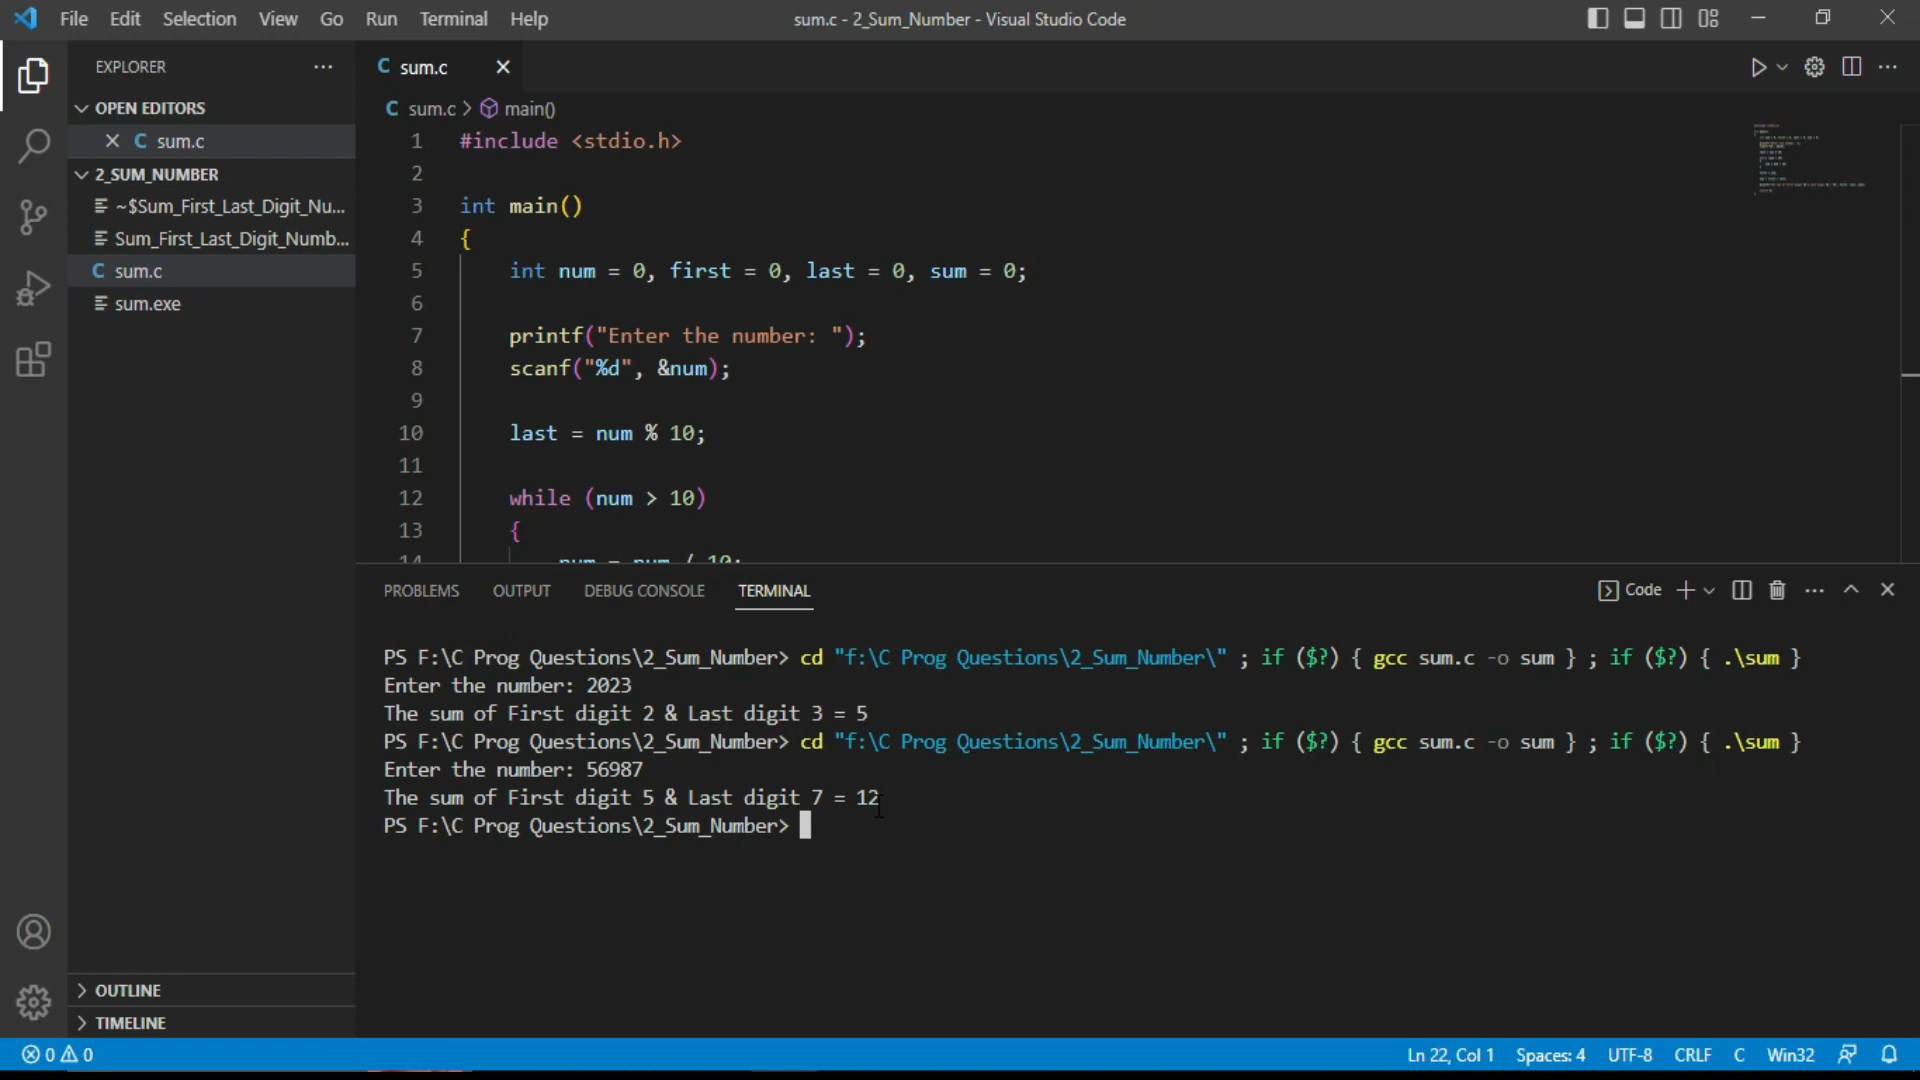 File Edit Selection View Go Run Terminal Help
sum.c - 2_Sum_Number - Visual Studio Code
EXPLORER
OPEN EDITORS
C sum.c
2_SUM_NUMBER
~$Sum_First_Last_Digit_Nu...
Sum_First_Last_Digit_Numb...
C sum.c
sum.exe
OUTLINE
TIMELINE
C sum.c
C sum.c > main()
1 #include <stdio.h>
2
3 int main()
4 {
5 int num = 0, first = 0, last = 0, sum = 0;
6
7 printf("Enter the number: ");
8 scanf("%d", &num);
9
10 last = num % 10;
11
12 while (num > 10)
13 {
14 num = num / 10;
PROBLEMS OUTPUT DEBUG CONSOLE TERMINAL
Code
PS F:\C Prog Questions\2_Sum_Number> cd "f:\C Prog Questions\2_Sum_Number\" ; if ($?) { gcc sum.c -o sum } ; if ($?) { .\sum }
Enter the number: 2023
The sum of First digit 2 & Last digit 3 = 5
PS F:\C Prog Questions\2_Sum_Number> cd "f:\C Prog Questions\2_Sum_Number\" ; if ($?) { gcc sum.c -o sum } ; if ($?) { .\sum }
Enter the number: 56987
The sum of First digit 5 & Last digit 7 = 12
PS F:\C Prog Questions\2_Sum_Number>
0 0
Ln 22, Col 1 Spaces: 4 UTF-8 CRLF C Win32